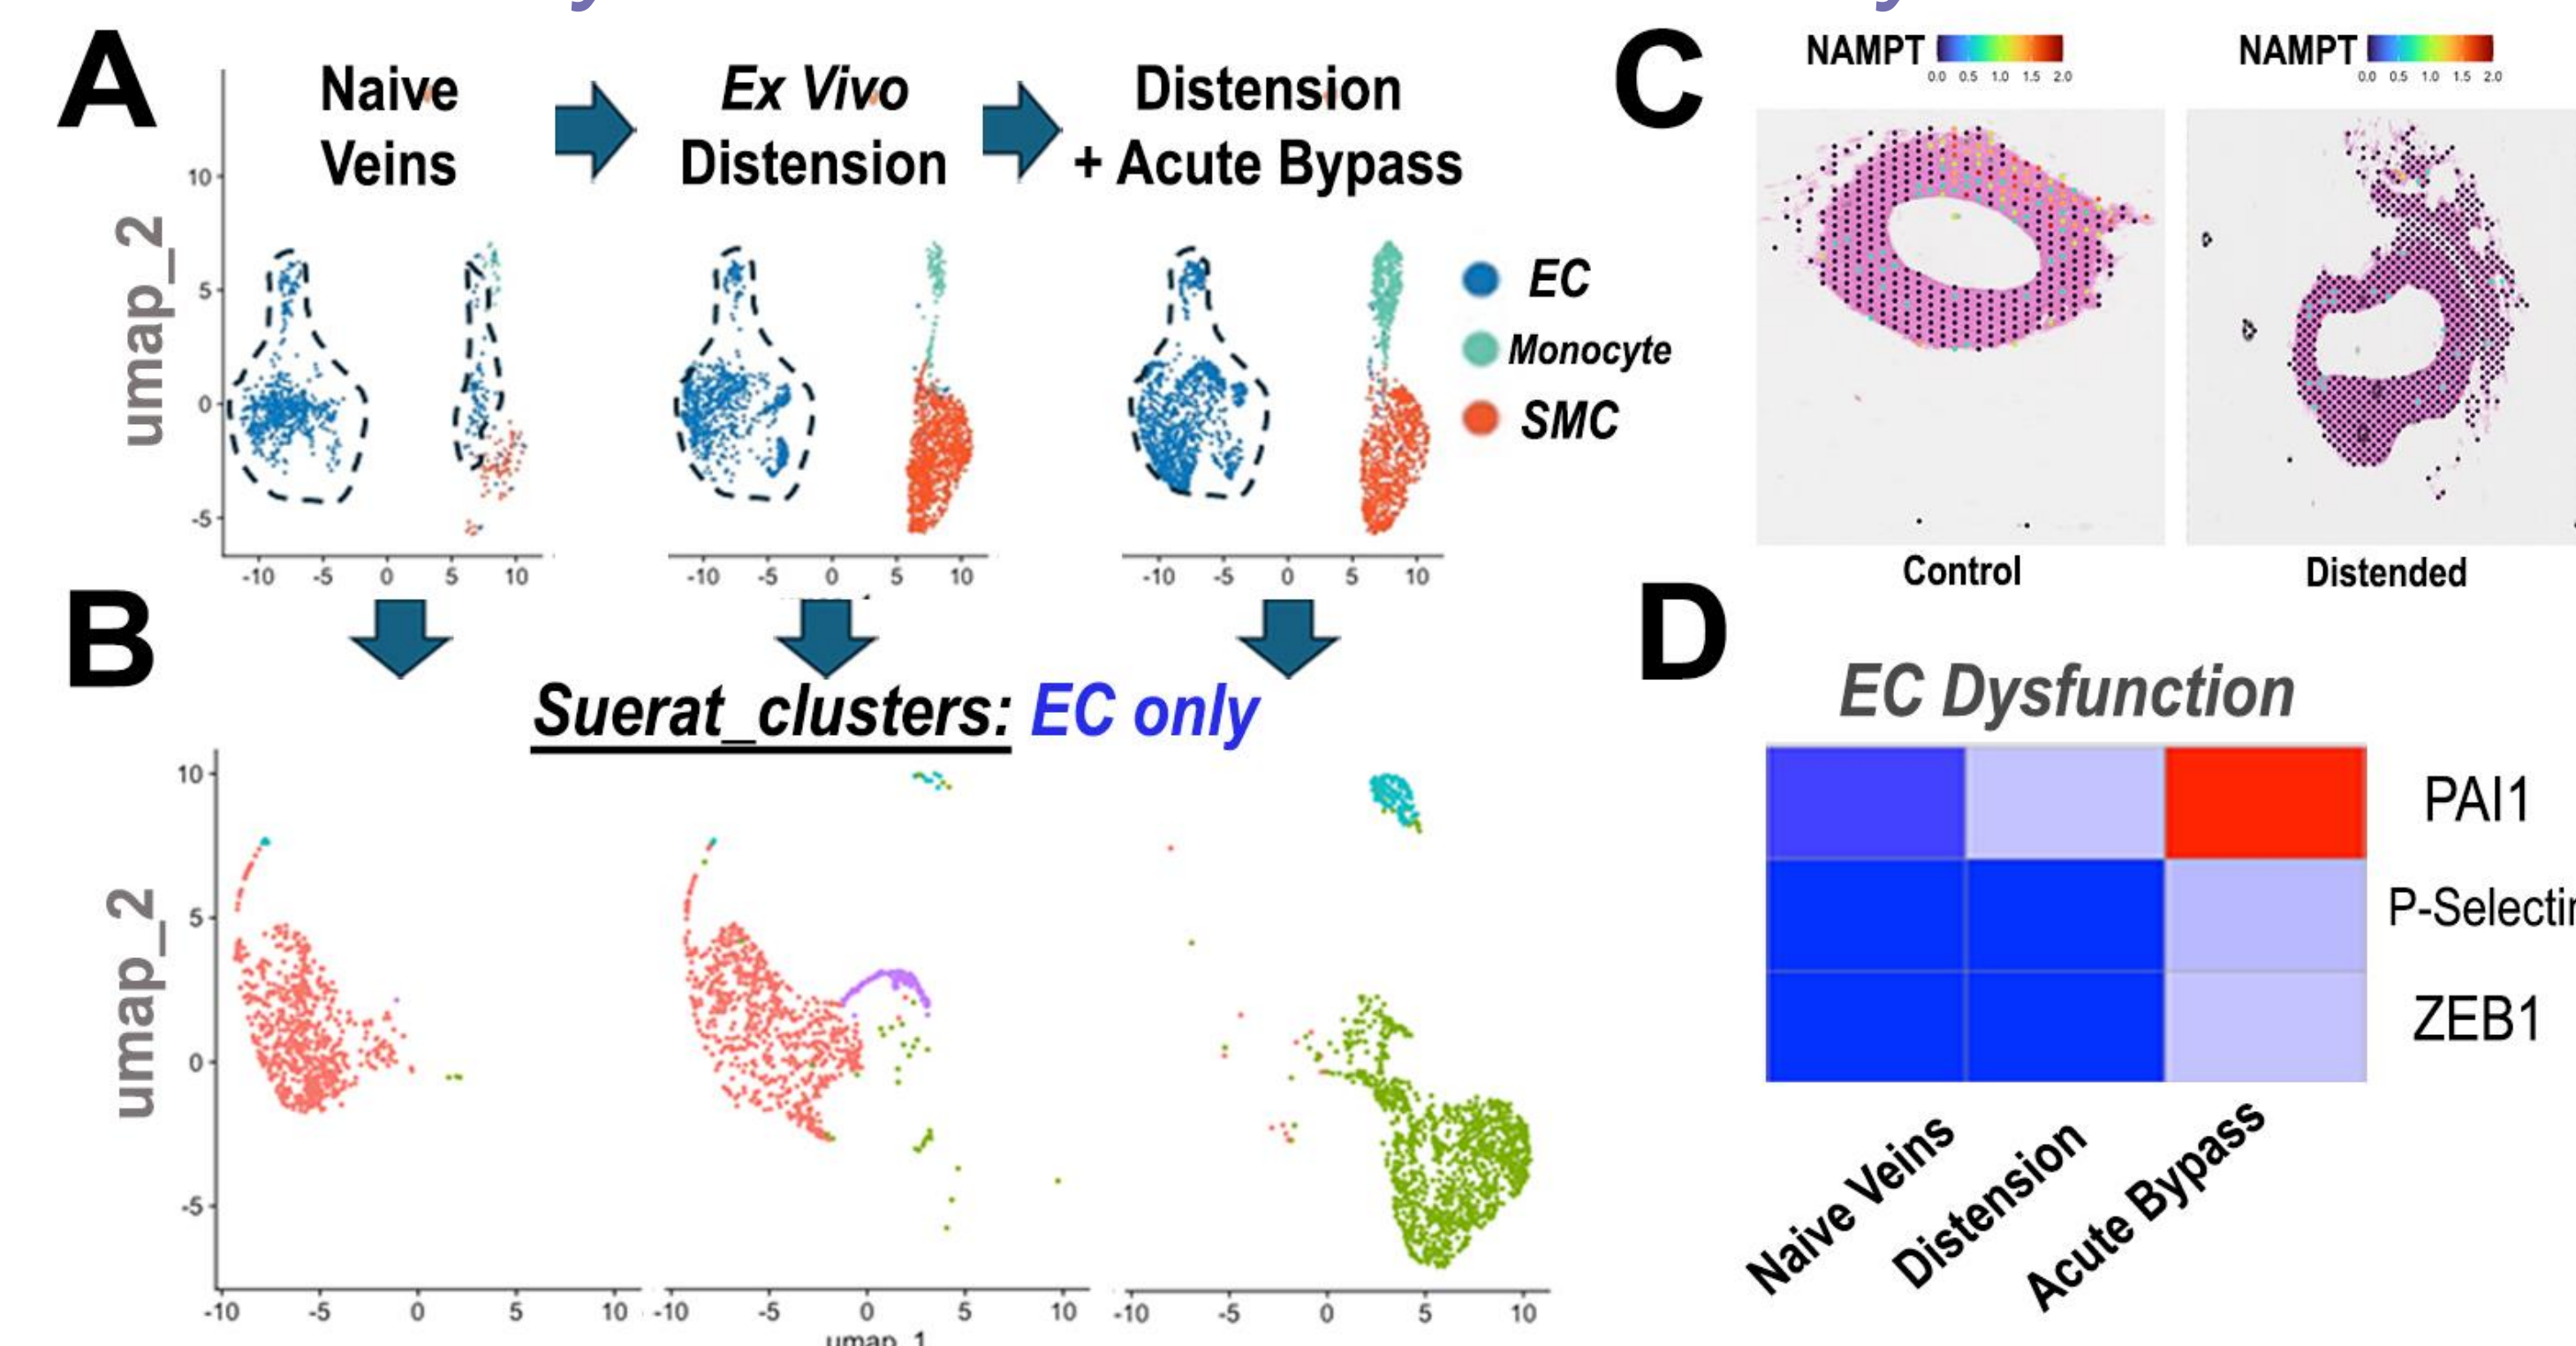 A
Naive
Veins
Ex Vivo
Distension
Distension
+ Acute Bypass
umap_2
10
5
0
-5
-10 -5 0 5 10
-10 -5 0 5 10
-10 -5 0 5 10
EC
Monocyte
SMC
B
Suerat_clusters: EC only
umap_2
10
5
0
-5
-10 -5 0 5 10
-10 -5 0 5 10
-10 -5 0 5 10
umap_1
C
NAMPT
0.0 0.5 1.0 1.5 2.0
NAMPT
0.0 0.5 1.0 1.5 2.0
Control
Distended
D
EC Dysfunction
PAI1
P-Selectin
ZEB1
Naive Veins
Distension
Acute Bypass